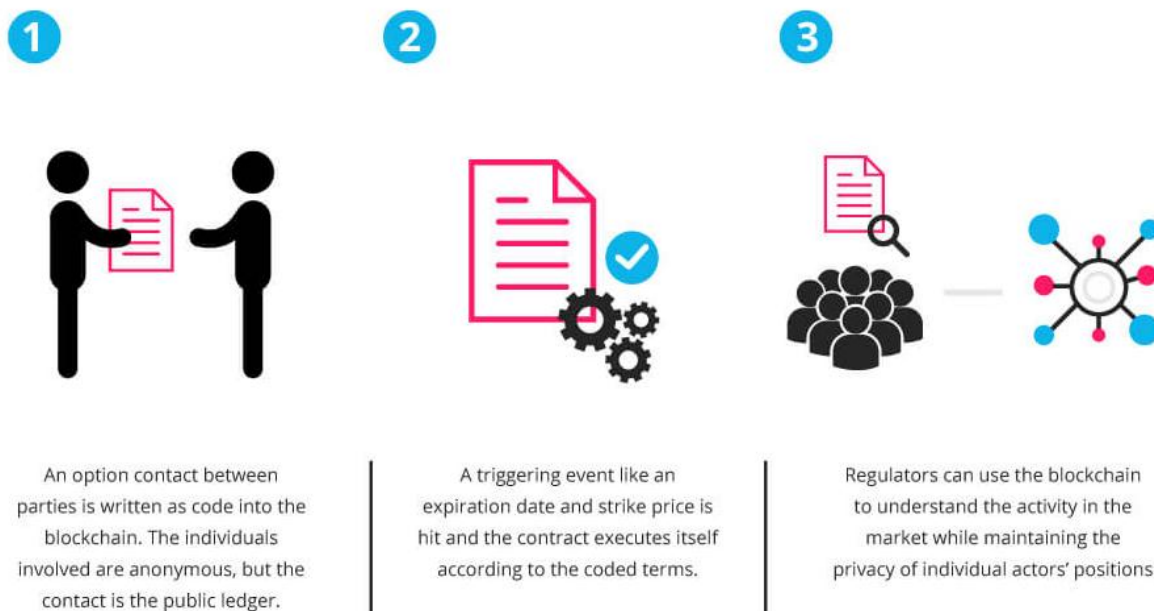 1
An option contact between
parties is written as code into the
blockchain. The individuals
involved are anonymous, but the
contact is the public ledger.
2
A triggering event like an
expiration date and strike price is
hit and the contract executes itself
according to the coded terms.
3
Regulators can use the blockchain
to understand the activity in the
market while maintaining the
privacy of individual actors' positions